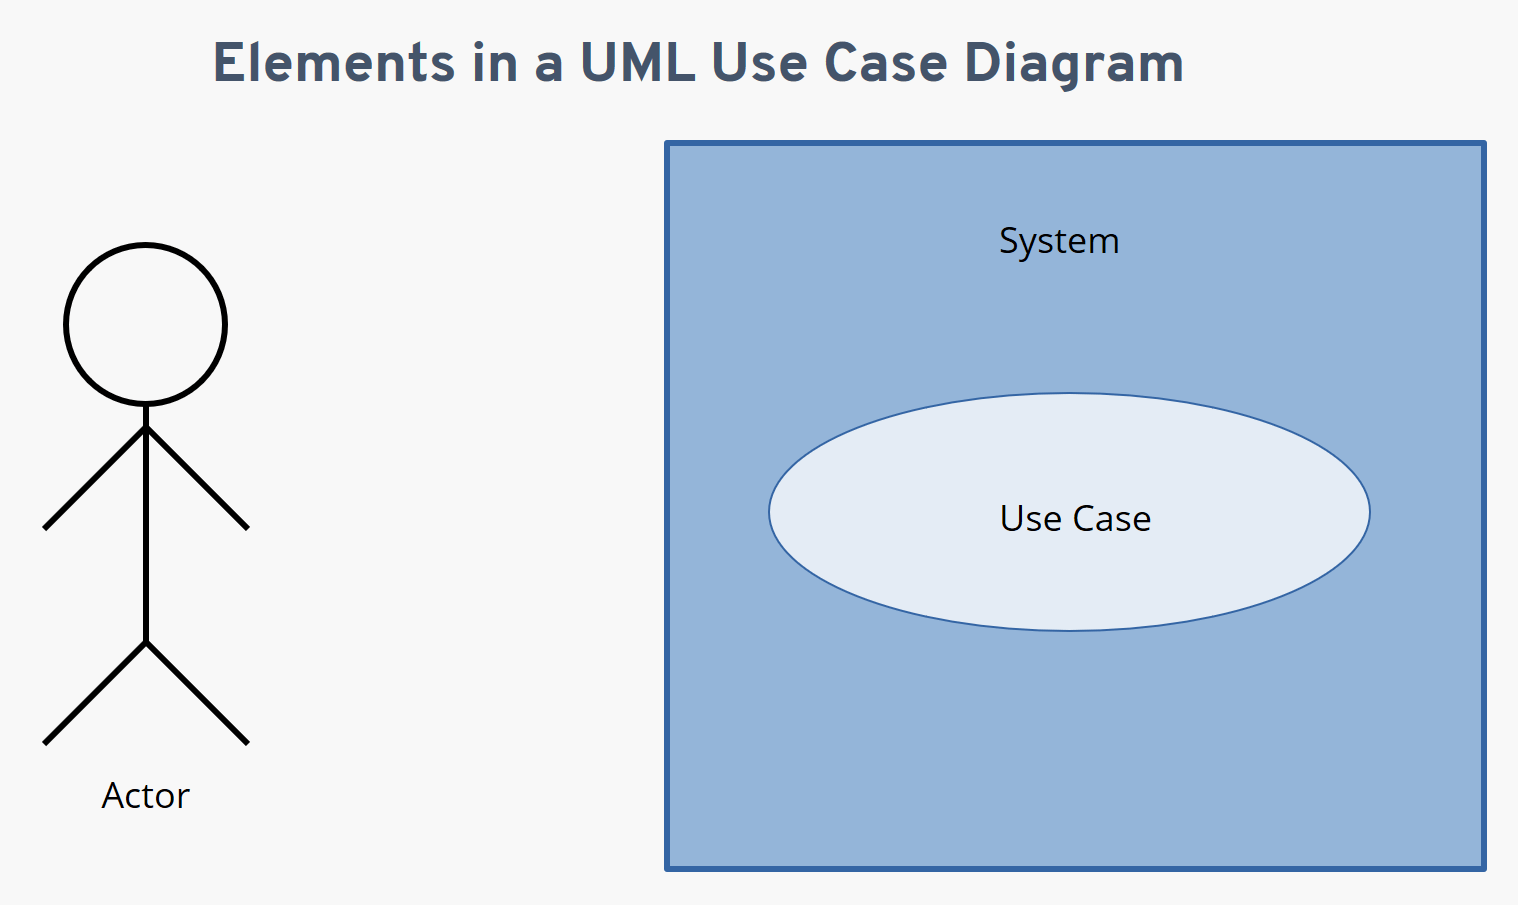 Elements in a UML Use Case Diagram
System
Use Case
Actor